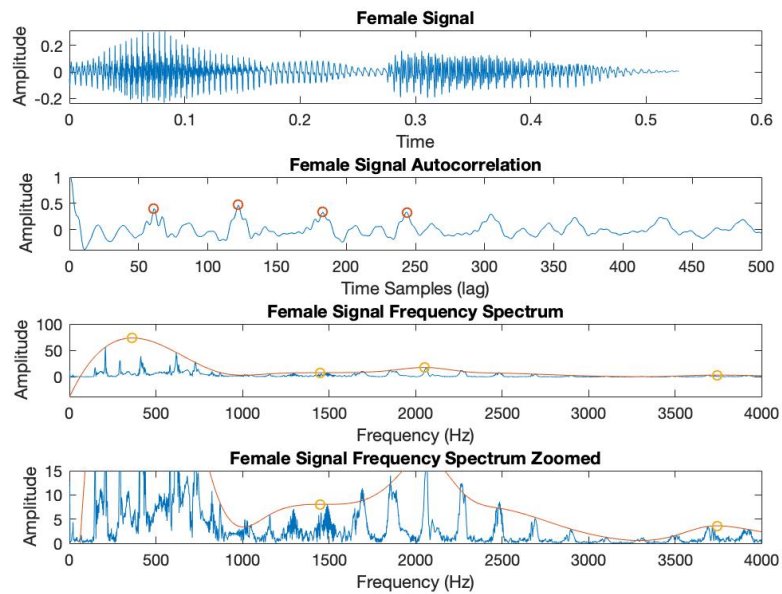 Female Signal
Amplitude
0.2
0
-0.2
0 0.1 0.2 0.3 0.4 0.5 0.6
Time
Female Signal Autocorrelation
Amplitude
1
0.5
0
0 50 100 150 200 250 300 350 400 450 500
Time Samples (lag)
Female Signal Frequency Spectrum
Amplitude
100
50
0
0 500 1000 1500 2000 2500 3000 3500 4000
Frequency (Hz)
Female Signal Frequency Spectrum Zoomed
Amplitude
15
10
5
0
0 500 1000 1500 2000 2500 3000 3500 4000
Frequency (Hz)